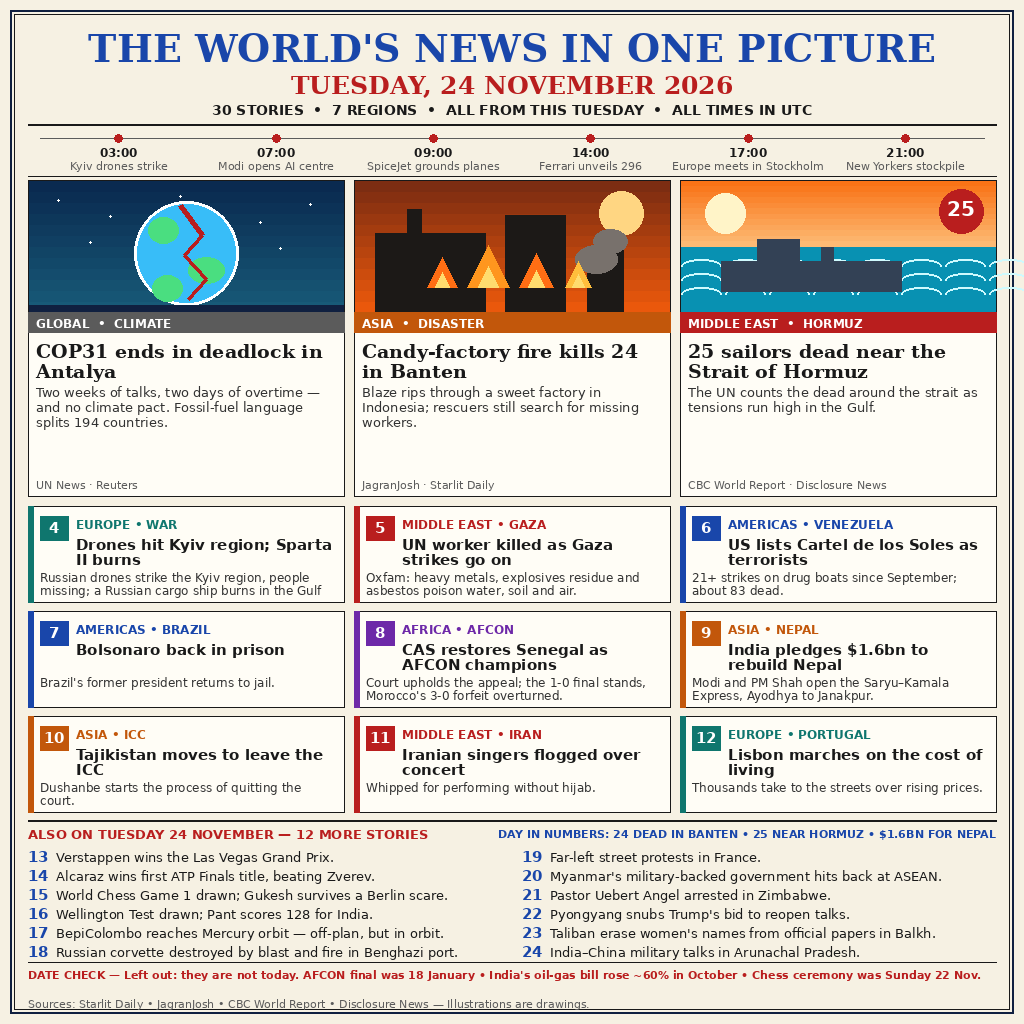 THE WORLD'S NEWS IN ONE PICTURE
TUESDAY, 24 NOVEMBER 2026
30 STORIES • 7 REGIONS • ALL FROM THIS TUESDAY • ALL TIMES IN UTC
03:00
Kyiv drones strike
07:00
Modi opens AI centre
09:00
SpiceJet grounds planes
14:00
Ferrari unveils 296
17:00
Europe meets in Stockholm
21:00
New Yorkers stockpile
GLOBAL • CLIMATE
COP31 ends in deadlock in
Antalya
Two weeks of talks, two days of overtime —
and no climate pact. Fossil-fuel language
splits 194 countries.
UN News · Reuters
ASIA • DISASTER
Candy-factory fire kills 24
in Banten
Blaze rips through a sweet factory in
Indonesia; rescuers still search for missing
workers.
JagranJosh · Starlit Daily
25
MIDDLE EAST • HORMUZ
25 sailors dead near the
Strait of Hormuz
The UN counts the dead around the strait as
tensions run high in the Gulf.
CBC World Report · Disclosure News
4
EUROPE • WAR
Drones hit Kyiv region; Sparta
II burns
Russian drones strike the Kyiv region, people
missing; a Russian cargo ship burns in the Gulf
5
MIDDLE EAST • GAZA
UN worker killed as Gaza
strikes go on
Oxfam: heavy metals, explosives residue and
asbestos poison water, soil and air.
6
AMERICAS • VENEZUELA
US lists Cartel de los Soles as
terrorists
21+ strikes on drug boats since September;
about 83 dead.
7
AMERICAS • BRAZIL
Bolsonaro back in prison
Brazil's former president returns to jail.
8
AFRICA • AFCON
CAS restores Senegal as
AFCON champions
Court upholds the appeal; the 1-0 final stands,
Morocco's 3-0 forfeit overturned.
9
ASIA • NEPAL
India pledges $1.6bn to
rebuild Nepal
Modi and PM Shah open the Saryu–Kamala
Express, Ayodhya to Janakpur.
10
ASIA • ICC
Tajikistan moves to leave the
ICC
Dushanbe starts the process of quitting the
court.
11
MIDDLE EAST • IRAN
Iranian singers flogged over
concert
Whipped for performing without hijab.
12
EUROPE • PORTUGAL
Lisbon marches on the cost of
living
Thousands take to the streets over rising prices.
ALSO ON TUESDAY 24 NOVEMBER — 12 MORE STORIES
DAY IN NUMBERS: 24 DEAD IN BANTEN • 25 NEAR HORMUZ • $1.6BN FOR NEPAL
13 Verstappen wins the Las Vegas Grand Prix.
14 Alcaraz wins first ATP Finals title, beating Zverev.
15 World Chess Game 1 drawn; Gukesh survives a Berlin scare.
16 Wellington Test drawn; Pant scores 128 for India.
17 BepiColombo reaches Mercury orbit — off-plan, but in orbit.
18 Russian corvette destroyed by blast and fire in Benghazi port.
19 Far-left street protests in France.
20 Myanmar's military-backed government hits back at ASEAN.
21 Pastor Uebert Angel arrested in Zimbabwe.
22 Pyongyang snubs Trump's bid to reopen talks.
23 Taliban erase women's names from official papers in Balkh.
24 India–China military talks in Arunachal Pradesh.
DATE CHECK — Left out: they are not today. AFCON final was 18 January • India's oil-gas bill rose ~60% in October • Chess ceremony was Sunday 22 Nov.
Sources: Starlit Daily • JagranJosh • CBC World Report • Disclosure News — Illustrations are drawings.